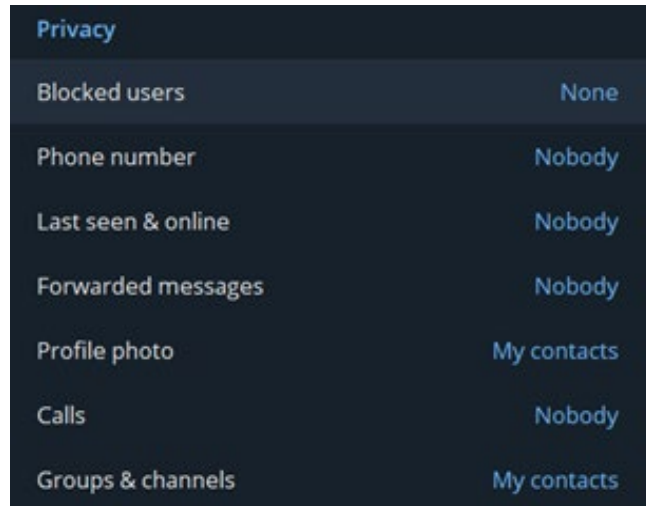 Privacy
Blocked users None
Phone number Nobody
Last seen & online Nobody
Forwarded messages Nobody
Profile photo My contacts
Calls Nobody
Groups & channels My contacts